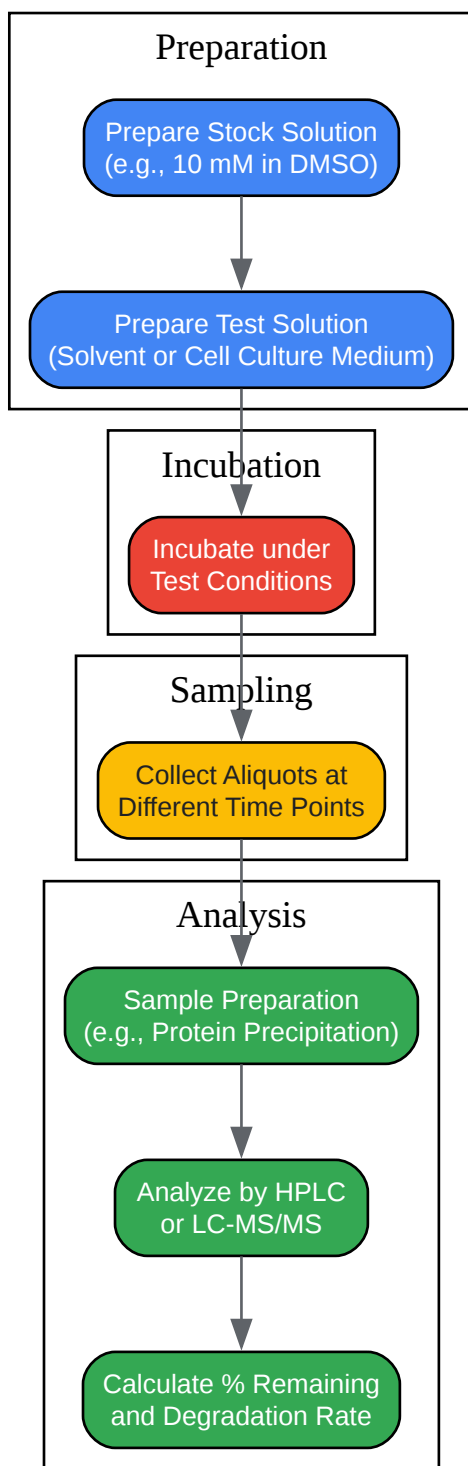 Preparation
Prepare Stock Solution
(e.g., 10 mM in DMSO)
Prepare Test Solution
(Solvent or Cell Culture Medium)
Incubation
Incubate under
Test Conditions
Sampling
Collect Aliquots at
Different Time Points
Analysis
Sample Preparation
(e.g., Protein Precipitation)
Analyze by HPLC
or LC-MS/MS
Calculate % Remaining
and Degradation Rate